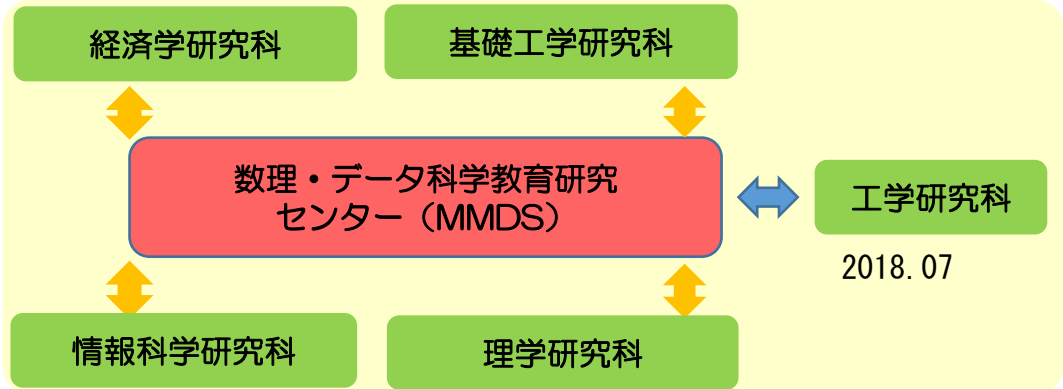 経済学研究科
基礎工学研究科
数理・データ科学教育研究
センター（MMDS）
工学研究科
2018.07
情報科学研究科
理学研究科